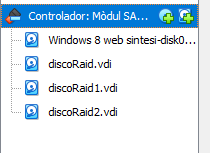 Controlador: Mòdul SA...
Windows 8 web sintesi-disk0...
discoRaid.vdi
discoRaid1.vdi
discoRaid2.vdi